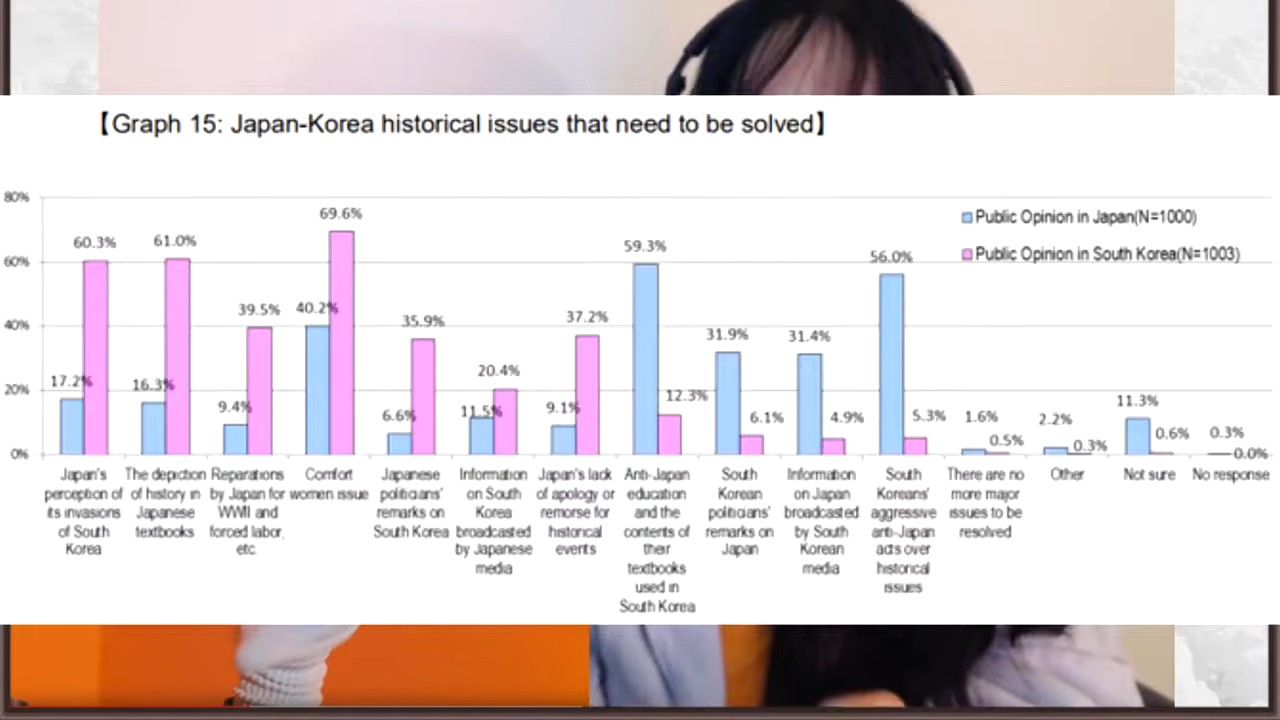 【Graph 15: Japan-Korea historical issues that need to be solved】
80%
60%
40%
20%
0%
Public Opinion in Japan(N=1000)
Public Opinion in South Korea(N=1003)
17.2%
60.3%
16.3%
61.0%
9.4%
39.5%
40.2%
69.6%
6.6%
35.9%
11.5%
20.4%
9.1%
37.2%
59.3%
12.3%
31.9%
6.1%
31.4%
4.9%
56.0%
5.3%
1.6%
0.5%
2.2%
0.3%
11.3%
0.6%
0.3%
0.0%
Japan's
perception of
its invasions
of South
Korea
The depiction
of history in
Japanese
textbooks
Reparations
by Japan for
WWII and
forced labor,
etc.
Comfort
women issue
Japanese
politicians'
remarks on
South Korea
Information
on South
Korea
broadcasted
by Japanese
media
Japan's lack
of apology or
remorse for
historical
events
Anti-Japan
education
and the
contents of
their
textbooks
used in
South Korea
South
Korean
politicians'
remarks on
Japan
Information
on Japan
broadcasted
by South
Korean
media
South
Koreans'
aggressive
anti-Japan
acts over
historical
issues
There are no
more major
issues to be
resolved
Other
Not sure
No response